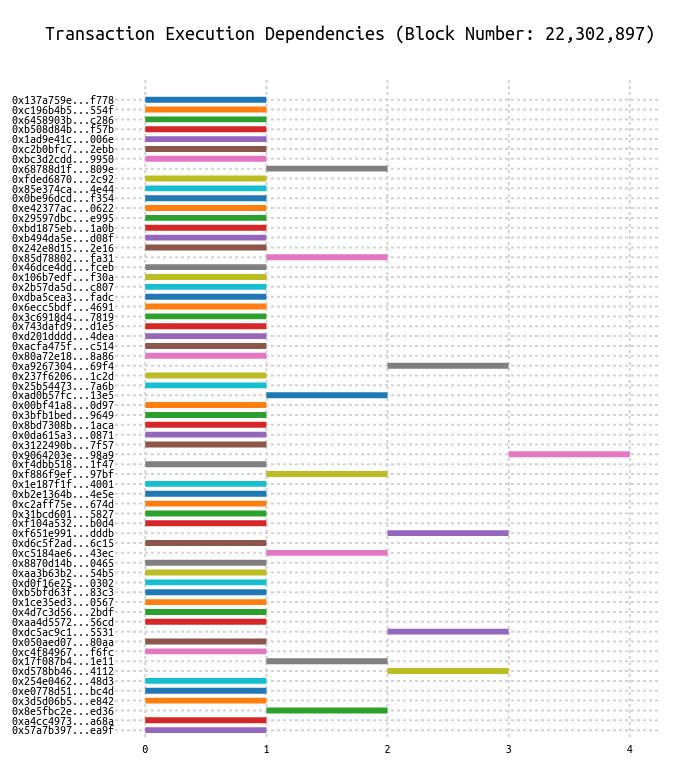 Transaction Execution Dependencies (Block Number: 22,302,897)
0x137a759e...f778
0xc196b4b5...554f
0x6458903b...c286
0xb508d84b...f57b
0x1ad9e41c...006e
0xc2b0bfc7...2ebb
0xbc3d2cdd...9950
0x68788d1f...809e
0xfded6870...2c92
0x85e374ca...4e44
0x0be96dcd...f354
0xe42377ac...0622
0x29597dbc...e995
0xbd1875eb...1a0b
0xb494da5e...d08f
0x242e8d15...2e16
0x85d78802...fa31
0x46dce4dd...fceb
0x106b7edf...f30a
0x2b57da5d...c807
0xdba5cea3...fadc
0x6ecc5bdf...4691
0x3c6918d4...7819
0x743dafd9...d1e5
0xd201dddd...4dea
0xacfa475f...c514
0x80a72e18...8a86
0xa9267304...69f4
0x237f6206...1c2d
0x25b54473...7a6b
0xad0b57fc...13e5
0x00bf41a8...0d97
0x3bfb1bed...9649
0x8bd7308b...1aca
0x0da615a3...0871
0x3122490b...7f57
0x9064203e...98a9
0xf4dbb518...1f47
0xf886f9ef...97bf
0x1e187f1f...4001
0xb2e1364b...4e5e
0xc2aff75e...674d
0x31bcd601...5827
0xf104a532...b0d4
0xf651e991...dddb
0xd6c5f2ad...6c15
0xc5184ae6...43ec
0x8870d14b...0465
0xaa3b63b2...54b5
0xd0f16e25...0302
0xb5bfd63f...83c3
0x1ce35ed3...0567
0x4d7c3d56...2bdf
0xaa4d5572...56cd
0xdc5ac9c1...5531
0x050aed07...80aa
0xc4f84967...f6fc
0x17f087b4...1e11
0xd578bb46...4112
0x254e0462...48d3
0xe0778d51...bc4d
0x3d5d06b5...e842
0x8e5fbc2e...ed36
0xa4cc4973...a68a
0x57a7b397...ea9f
0 1 2 3 4